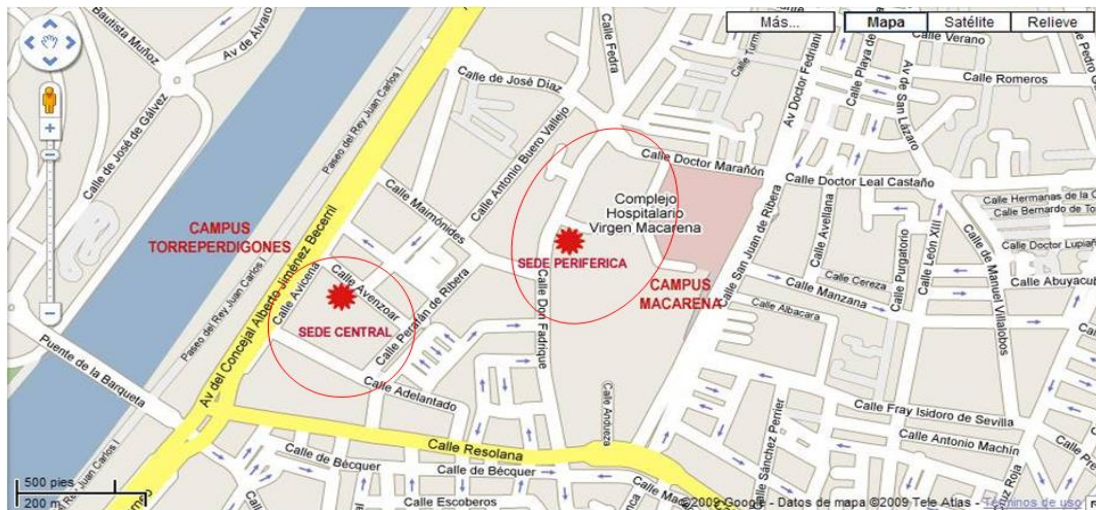 Más...
Mapa
Satélite
Relieve
Bautista Muñoz
Av de Álvaro
Calle Fedra
Calle de José Díaz
Av Doctor Fedriani
Calle Playa de
Calle Verano
Av de San Lázaro
Calle Romeros
Calle de José de Gálvez
Paseo del Rey Juan Carlos I
Calle Antonio Buero Vallejo
Calle Doctor Marañón
Calle Doctor Leal Castaño
Complejo
Hospitalario
Virgen Macarena
Calle Maimónides
CAMPUS
TORREPERDIGONES
SEDE PERIFERICA
CAMPUS
MACARENA
Calle San Juan de Ribera
Calle Avellana
Calle Purgatorio
Calle León XIII
Calle Hermanas de la C
Calle Bernardo de To
Calle Doctor Lupiañ
Calle de Manuel Villalobos
Calle Abuyacub
Calle Cereza
Calle Manzana
Calle Albacara
Calle Avicena
Calle Avenzoar
Calle Perafán de Ribera
SEDE CENTRAL
Calle Don Fadrique
Paseo del Rey Juan Carlos I
Av del Concejal Alberto Jiménez Becerril
Puente de la Barqueta
Calle Adelantado
Calle Andueza
Calle Sánchez Perrier
Calle Fray Isidoro de Sevilla
Calle Antonio Machín
Calle Resolana
Calle de Bécquer
Calle de Bécquer
Calle Escoberos
500 pies
200 m
©2009 Google - Datos de mapa ©2009 Tele Atlas - Términos de uso